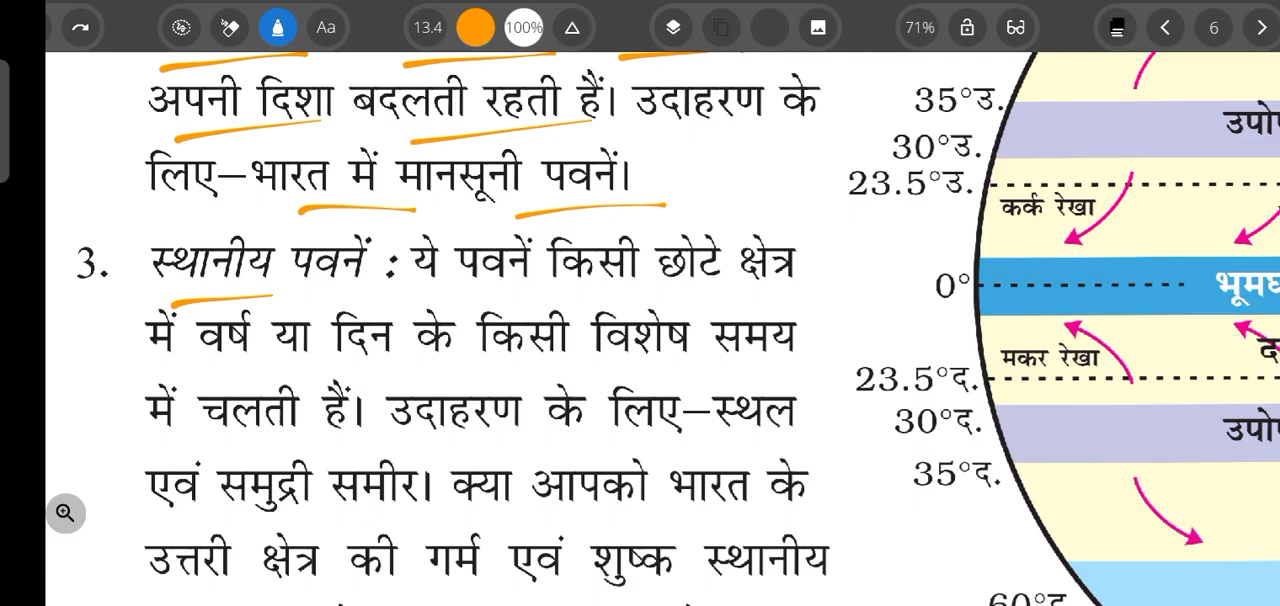 Aa
13.4
100%
71%
6
अपनी दिशा बदलती रहती हैं। उदाहरण के
लिए–भारत में मानसूनी पवनें।
3. स्थानीय पवनें : ये पवनें किसी छोटे क्षेत्र
में वर्ष या दिन के किसी विशेष समय
में चलती हैं। उदाहरण के लिए–स्थल
एवं समुद्री समीर। क्या आपको भारत के
उत्तरी क्षेत्र की गर्म एवं शुष्क स्थानीय
35°उ.
30°उ.
23.5°उ.
कर्क रेखा
0°
मकर रेखा
23.5°द.
30°द.
35°द.
60°द